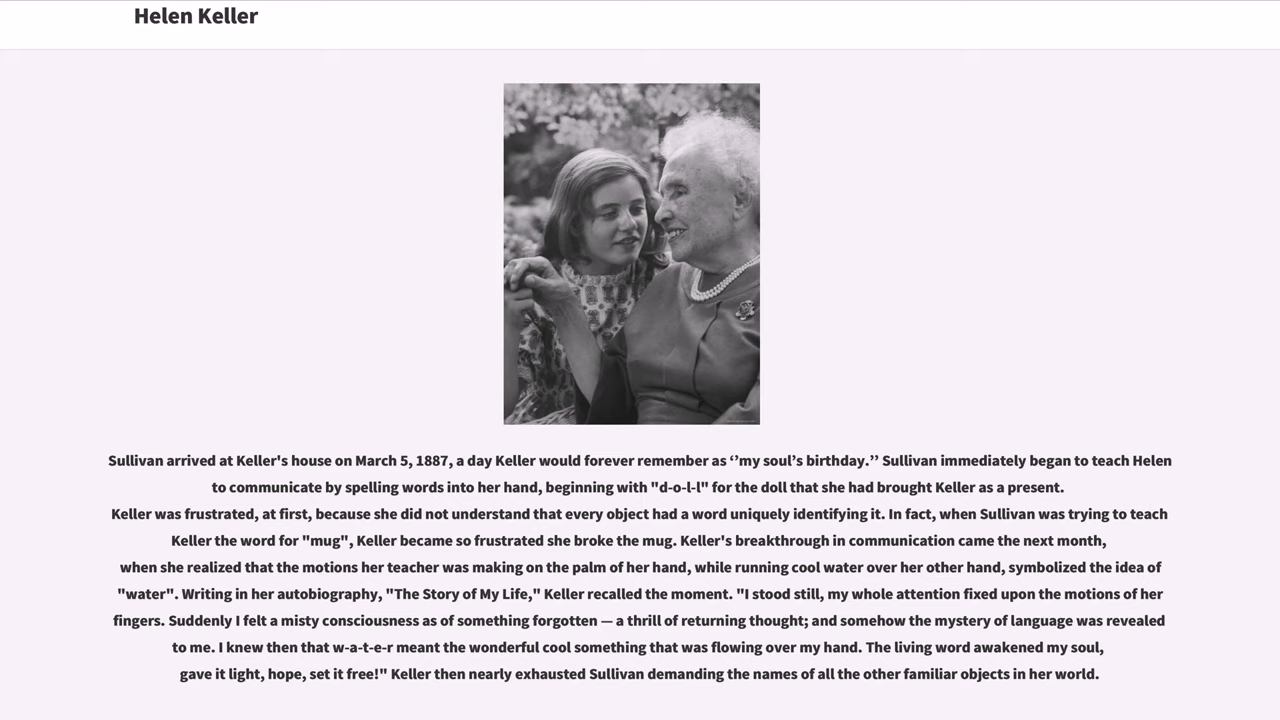 Helen Keller
Sullivan arrived at Keller's house on March 5, 1887, a day Keller would forever remember as ‘’my soul’s birthday.’’ Sullivan immediately began to teach Helen
to communicate by spelling words into her hand, beginning with "d-o-l-l" for the doll that she had brought Keller as a present.
Keller was frustrated, at first, because she did not understand that every object had a word uniquely identifying it. In fact, when Sullivan was trying to teach
Keller the word for "mug", Keller became so frustrated she broke the mug. Keller's breakthrough in communication came the next month,
when she realized that the motions her teacher was making on the palm of her hand, while running cool water over her other hand, symbolized the idea of
"water". Writing in her autobiography, "The Story of My Life," Keller recalled the moment. "I stood still, my whole attention fixed upon the motions of her
fingers. Suddenly I felt a misty consciousness as of something forgotten — a thrill of returning thought; and somehow the mystery of language was revealed
to me. I knew then that w-a-t-e-r meant the wonderful cool something that was flowing over my hand. The living word awakened my soul,
gave it light, hope, set it free!" Keller then nearly exhausted Sullivan demanding the names of all the other familiar objects in her world.